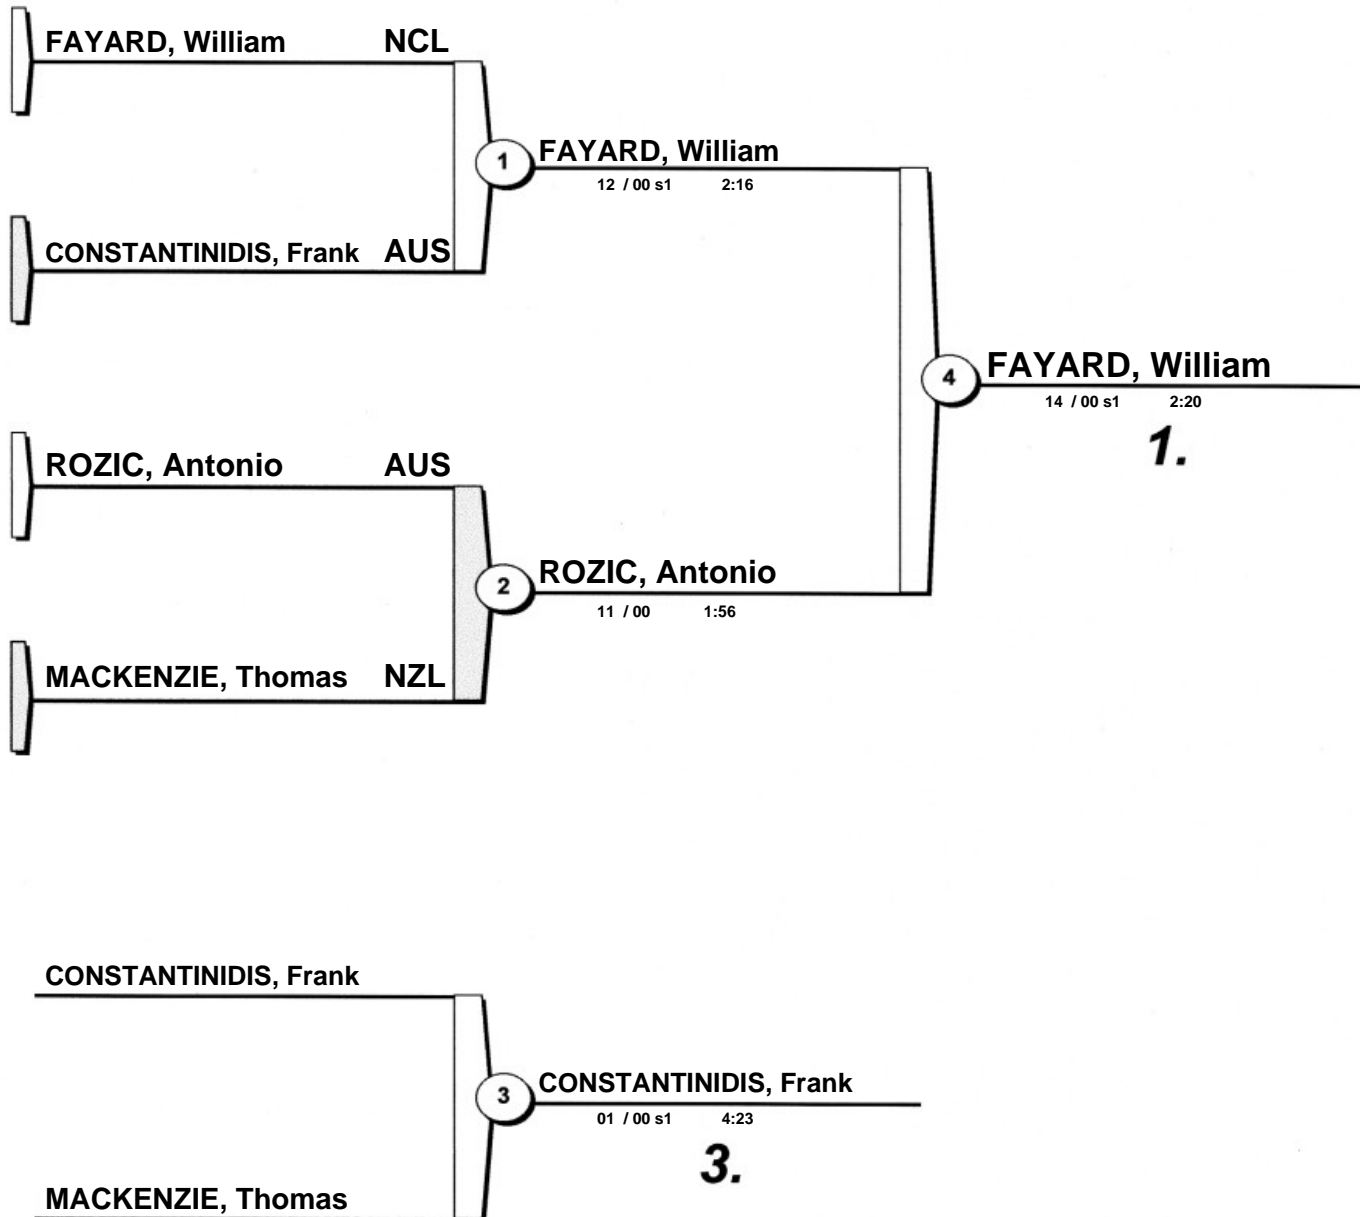 FAYARD, William NCL
1 FAYARD, William
12 / 00 s1 2:16
CONSTANTINIDIS, Frank AUS
4 FAYARD, William
14 / 00 s1 2:20
1.
ROZIC, Antonio AUS
2 ROZIC, Antonio
11 / 00 1:56
MACKENZIE, Thomas NZL
CONSTANTINIDIS, Frank
3 CONSTANTINIDIS, Frank
01 / 00 s1 4:23
3.
MACKENZIE, Thomas